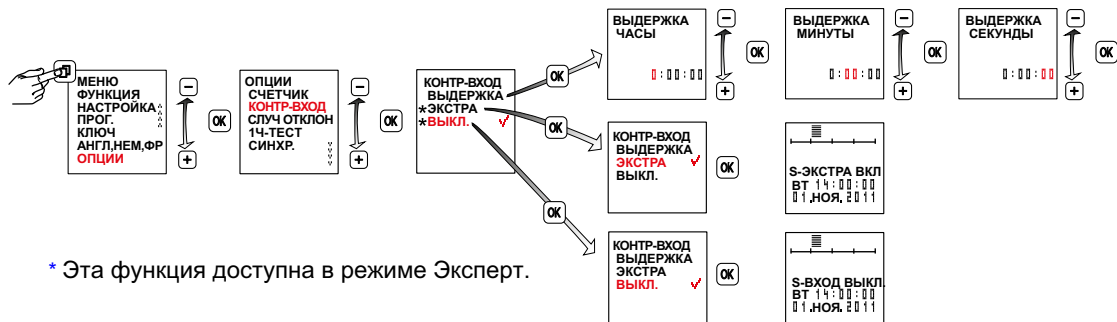 МЕНЮ
ФУНКЦИЯ
НАСТРОЙКА
ПРОГ.
КЛЮЧ
АНГЛ,НЕМ,ФР
ОПЦИИ
−
OK
+
ОПЦИИ
СЧЕТЧИК
КОНТР-ВХОД
СЛУЧ ОТКЛОН
1Ч-ТЕСТ
СИНХР.
−
OK
+
КОНТР-ВХОД
ВЫДЕРЖКА
*ЭКСТРА
*ВЫКЛ. ✓
OK
OK
OK
ВЫДЕРЖКА
ЧАСЫ
0:00:00
−
OK
+
ВЫДЕРЖКА
МИНУТЫ
0:00:00
−
OK
+
ВЫДЕРЖКА
СЕКУНДЫ
0:00:00
−
OK
+
КОНТР-ВХОД
ВЫДЕРЖКА
ЭКСТРА ✓
ВЫКЛ.
OK
S-ЭКСТРА ВКЛ
ВТ 14:00:00
01.НОЯ. 2011
КОНТР-ВХОД
ВЫДЕРЖКА
ЭКСТРА
ВЫКЛ. ✓
OK
S-ВХОД ВЫКЛ.
ВТ 14:00:00
01.НОЯ. 2011
* Эта функция доступна в режиме Эксперт.